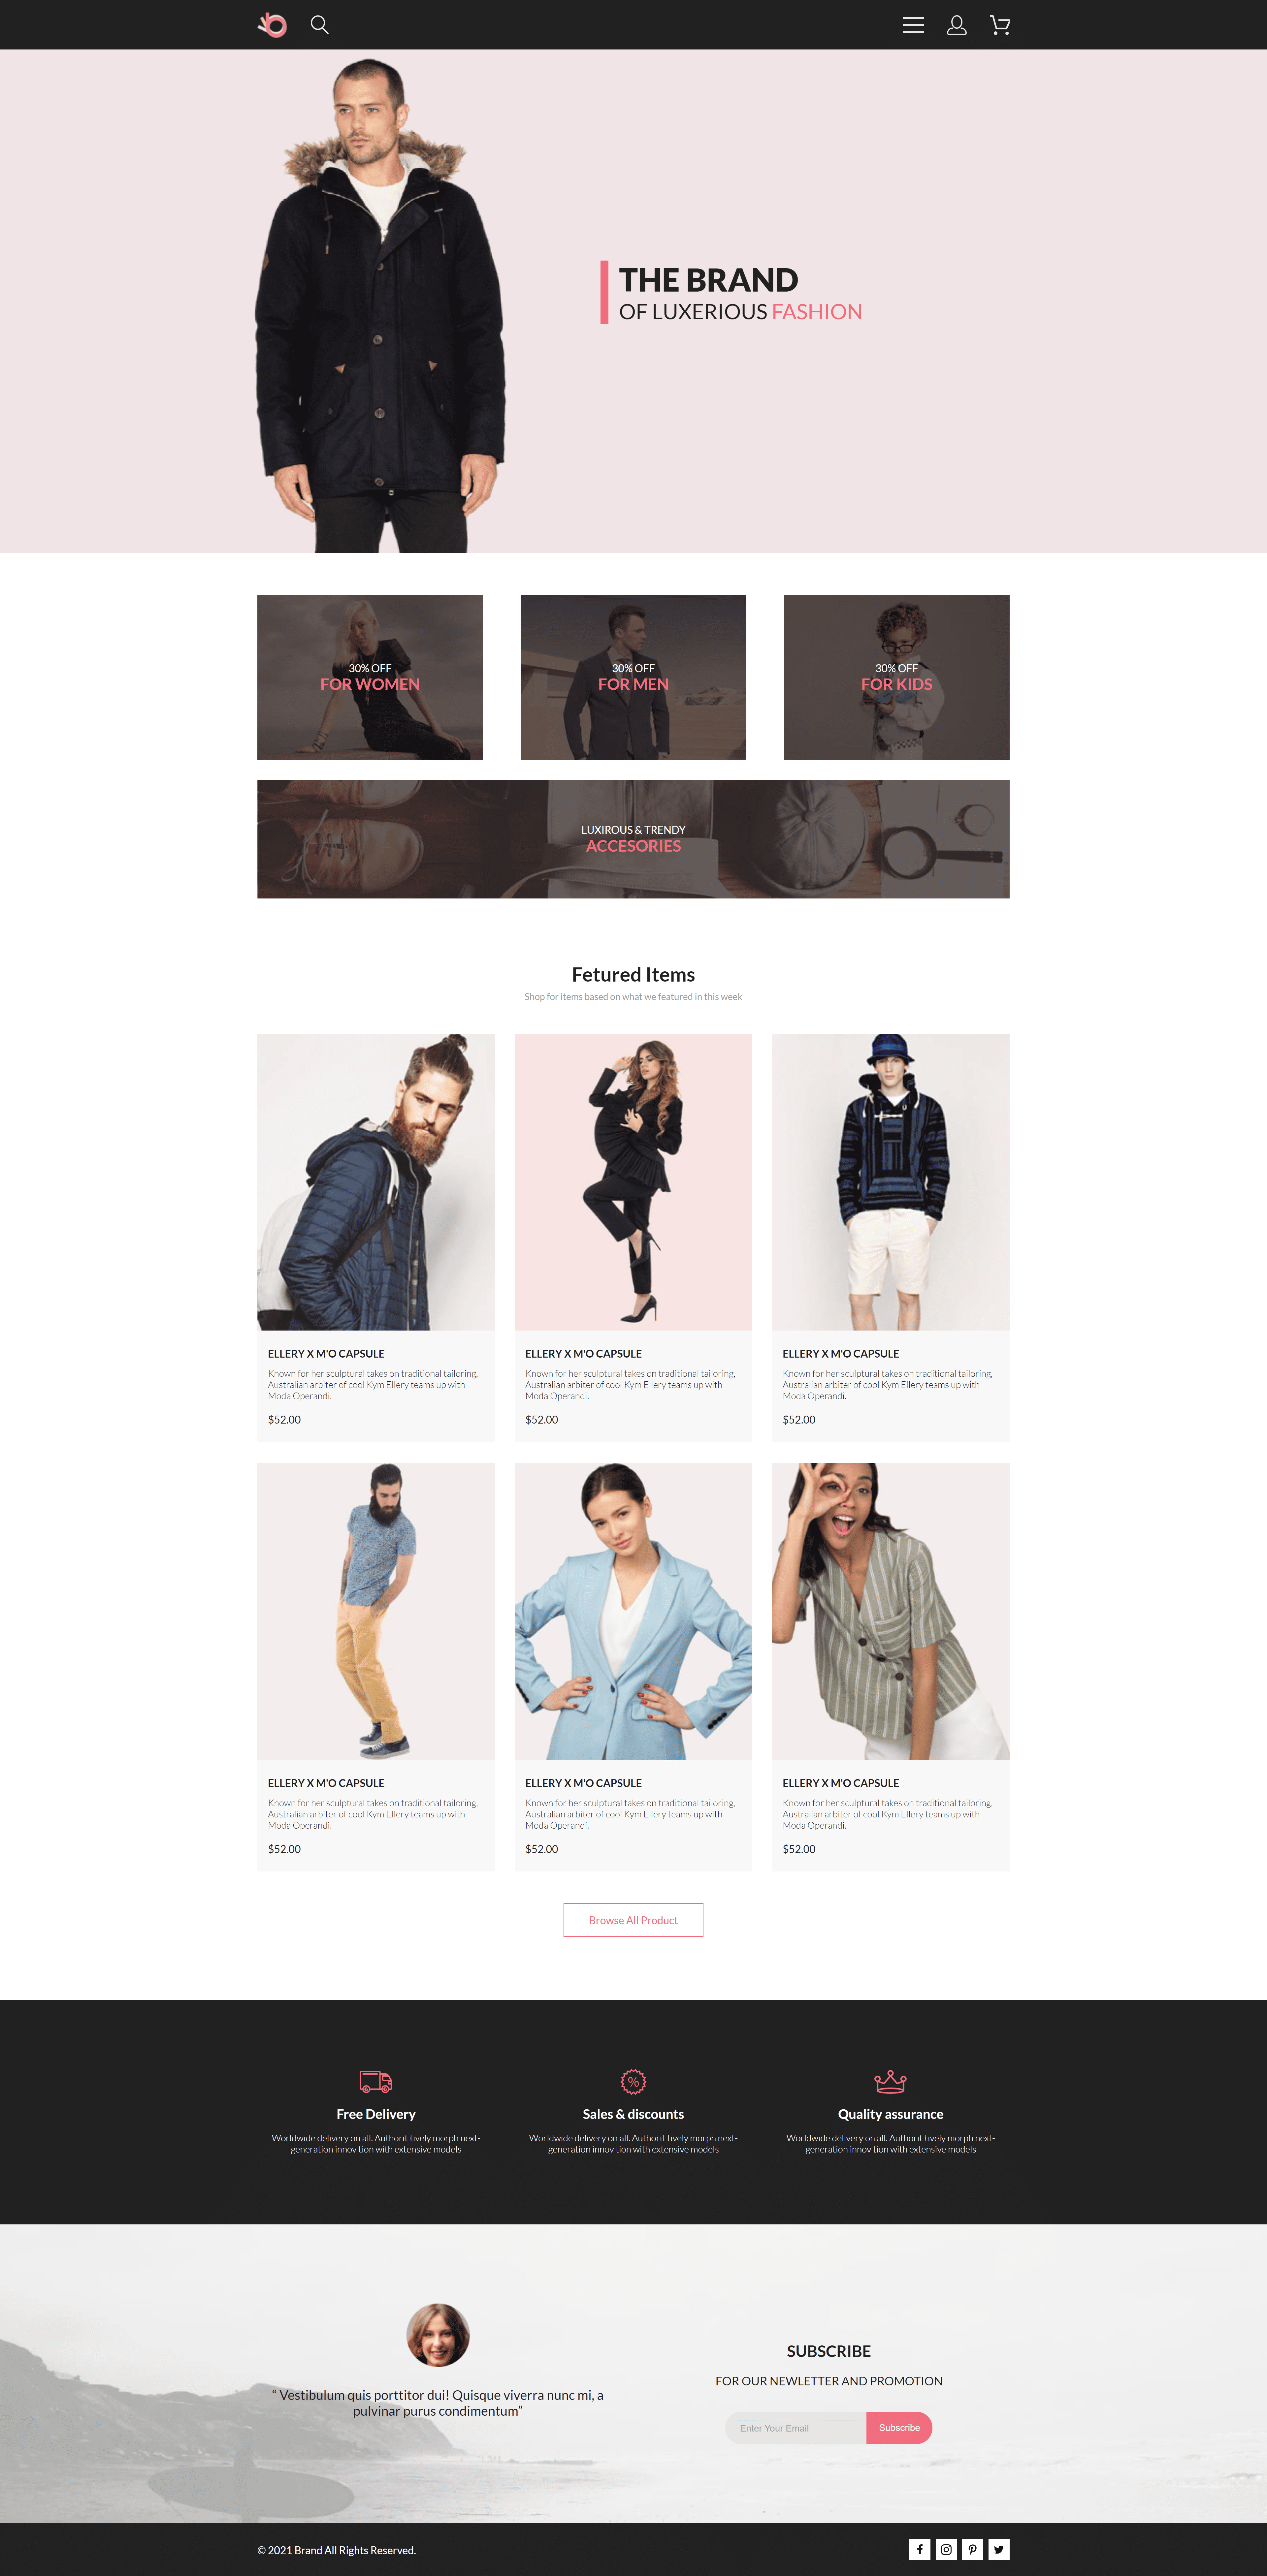 THE BRAND
OF LUXERIOUS FASHION
30% OFF
FOR WOMEN
30% OFF
FOR MEN
30% OFF
FOR KIDS
LUXIROUS & TRENDY
ACCESORIES
Fetured Items
Shop for items based on what we featured in this week
ELLERY X M'O CAPSULE
Known for her sculptural takes on traditional tailoring,
Australian arbiter of cool Kym Ellery teams up with
Moda Operandi.
$52.00
ELLERY X M'O CAPSULE
Known for her sculptural takes on traditional tailoring,
Australian arbiter of cool Kym Ellery teams up with
Moda Operandi.
$52.00
ELLERY X M'O CAPSULE
Known for her sculptural takes on traditional tailoring,
Australian arbiter of cool Kym Ellery teams up with
Moda Operandi.
$52.00
ELLERY X M'O CAPSULE
Known for her sculptural takes on traditional tailoring,
Australian arbiter of cool Kym Ellery teams up with
Moda Operandi.
$52.00
ELLERY X M'O CAPSULE
Known for her sculptural takes on traditional tailoring,
Australian arbiter of cool Kym Ellery teams up with
Moda Operandi.
$52.00
ELLERY X M'O CAPSULE
Known for her sculptural takes on traditional tailoring,
Australian arbiter of cool Kym Ellery teams up with
Moda Operandi.
$52.00
Browse All Product
%
Free Delivery
Worldwide delivery on all. Authorit tively morph next-
generation innov tion with extensive models
Sales & discounts
Worldwide delivery on all. Authorit tively morph next-
generation innov tion with extensive models
Quality assurance
Worldwide delivery on all. Authorit tively morph next-
generation innov tion with extensive models
“ Vestibulum quis porttitor dui! Quisque viverra nunc mi, a
pulvinar purus condimentum”
SUBSCRIBE
FOR OUR NEWLETTER AND PROMOTION
Enter Your Email
Subscribe
© 2021 Brand All Rights Reserved.